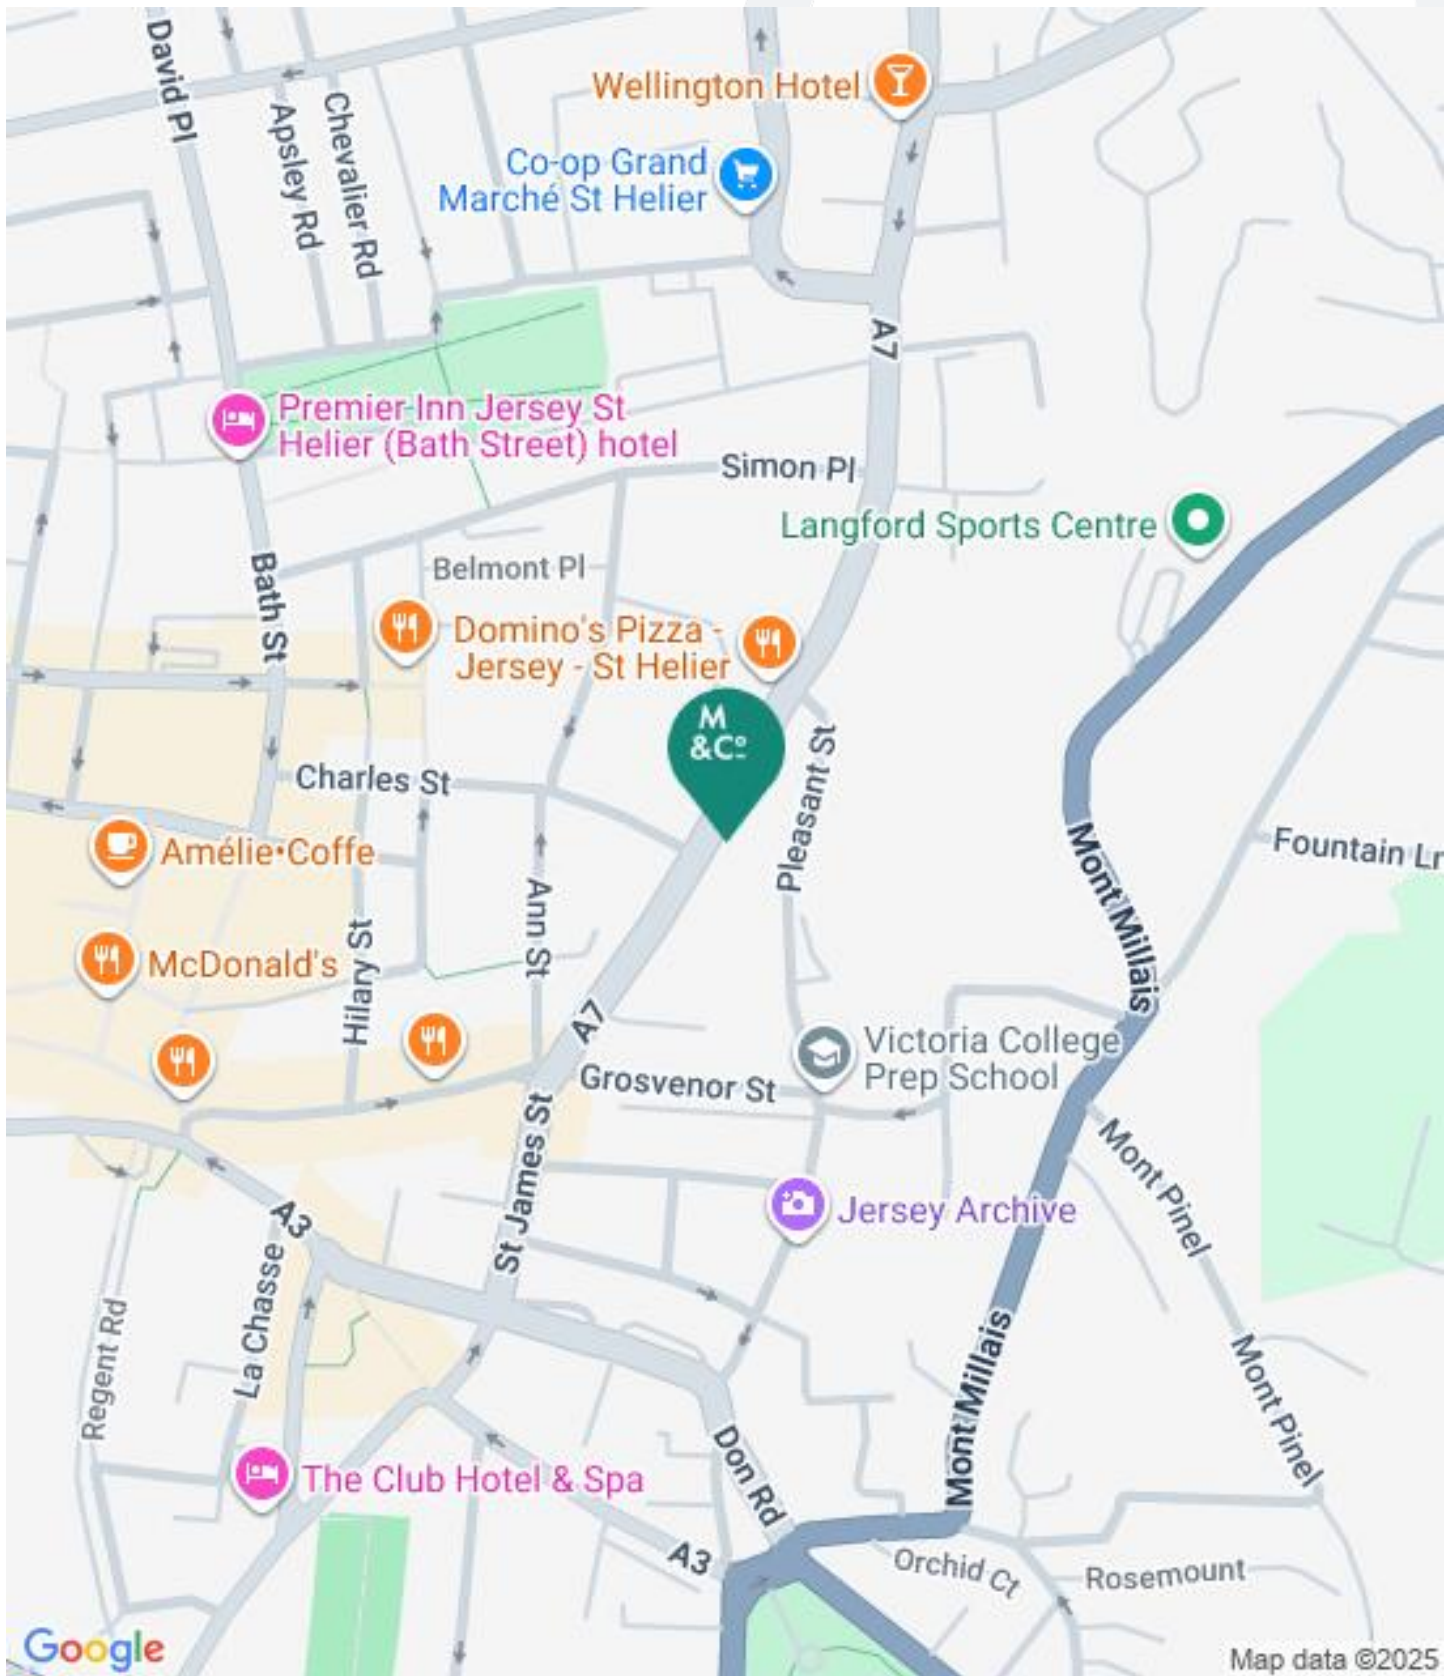 David Pl
Apsley Rd
Chevalier Rd
Wellington Hotel
Co-op Grand
Marché St Helier
A7
Premier Inn Jersey St
Helier (Bath Street) hotel
Simon Pl
Langford Sports Centre
Bath St
Belmont Pl
Domino's Pizza -
Jersey - St Helier
M
&Cº
Pleasant St
Charles St
Amélie•Coffe
Mont Millais
Fountain Ln
Ann St
McDonald's
Hilary St
A7
Victoria College
Prep School
Grosvenor St
St James St
Mont Pinel
Jersey Archive
A3
La Chasse
Regent Rd
Mont Millais
Mont Pinel
Don Rd
The Club Hotel & Spa
A3
Orchid Ct
Rosemount
Google
Map data ©2025